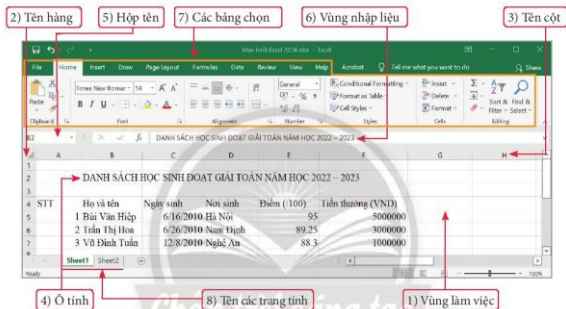 2) Tên hàng
5) Hộp tên
7) Các bảng chọn
6) Vùng nhập liệu
3) Tên cột
Màn hình Excel 2016.xlsx - Excel
File Home Insert Draw Page Layout Formulas Data Review View Help Acrobat Tell me what you want to do Share
Times New Roman 14 General Conditional Formatting Insert
Paste B I U Format as Table Delete Sort & Find &
Cell Styles Format Filter Select
Clipboard Font Alignment Number Styles Cells Editing
B2 fx DANH SÁCH HỌC SINH ĐOẠT GIẢI TOÁN NĂM HỌC 2022 – 2023
A B C D E F G H
1
2 DANH SÁCH HỌC SINH ĐOẠT GIẢI TOÁN NĂM HỌC 2022 – 2023
3
4 STT Họ và tên Ngày sinh Nơi sinh Điểm (/100) Tiền thưởng (VND)
5 1 Bùi Văn Hiệp 6/16/2010 Hà Nội 95 5000000
6 2 Trần Thị Hoa 6/26/2010 Nam Định 89.25 3000000
7 3 Vũ Đình Tuấn 12/8/2010 Nghệ An 88.3 1000000
Sheet1 Sheet2
Ready 100%
4) Ô tính
8) Tên các trang tính
1) Vùng làm việc